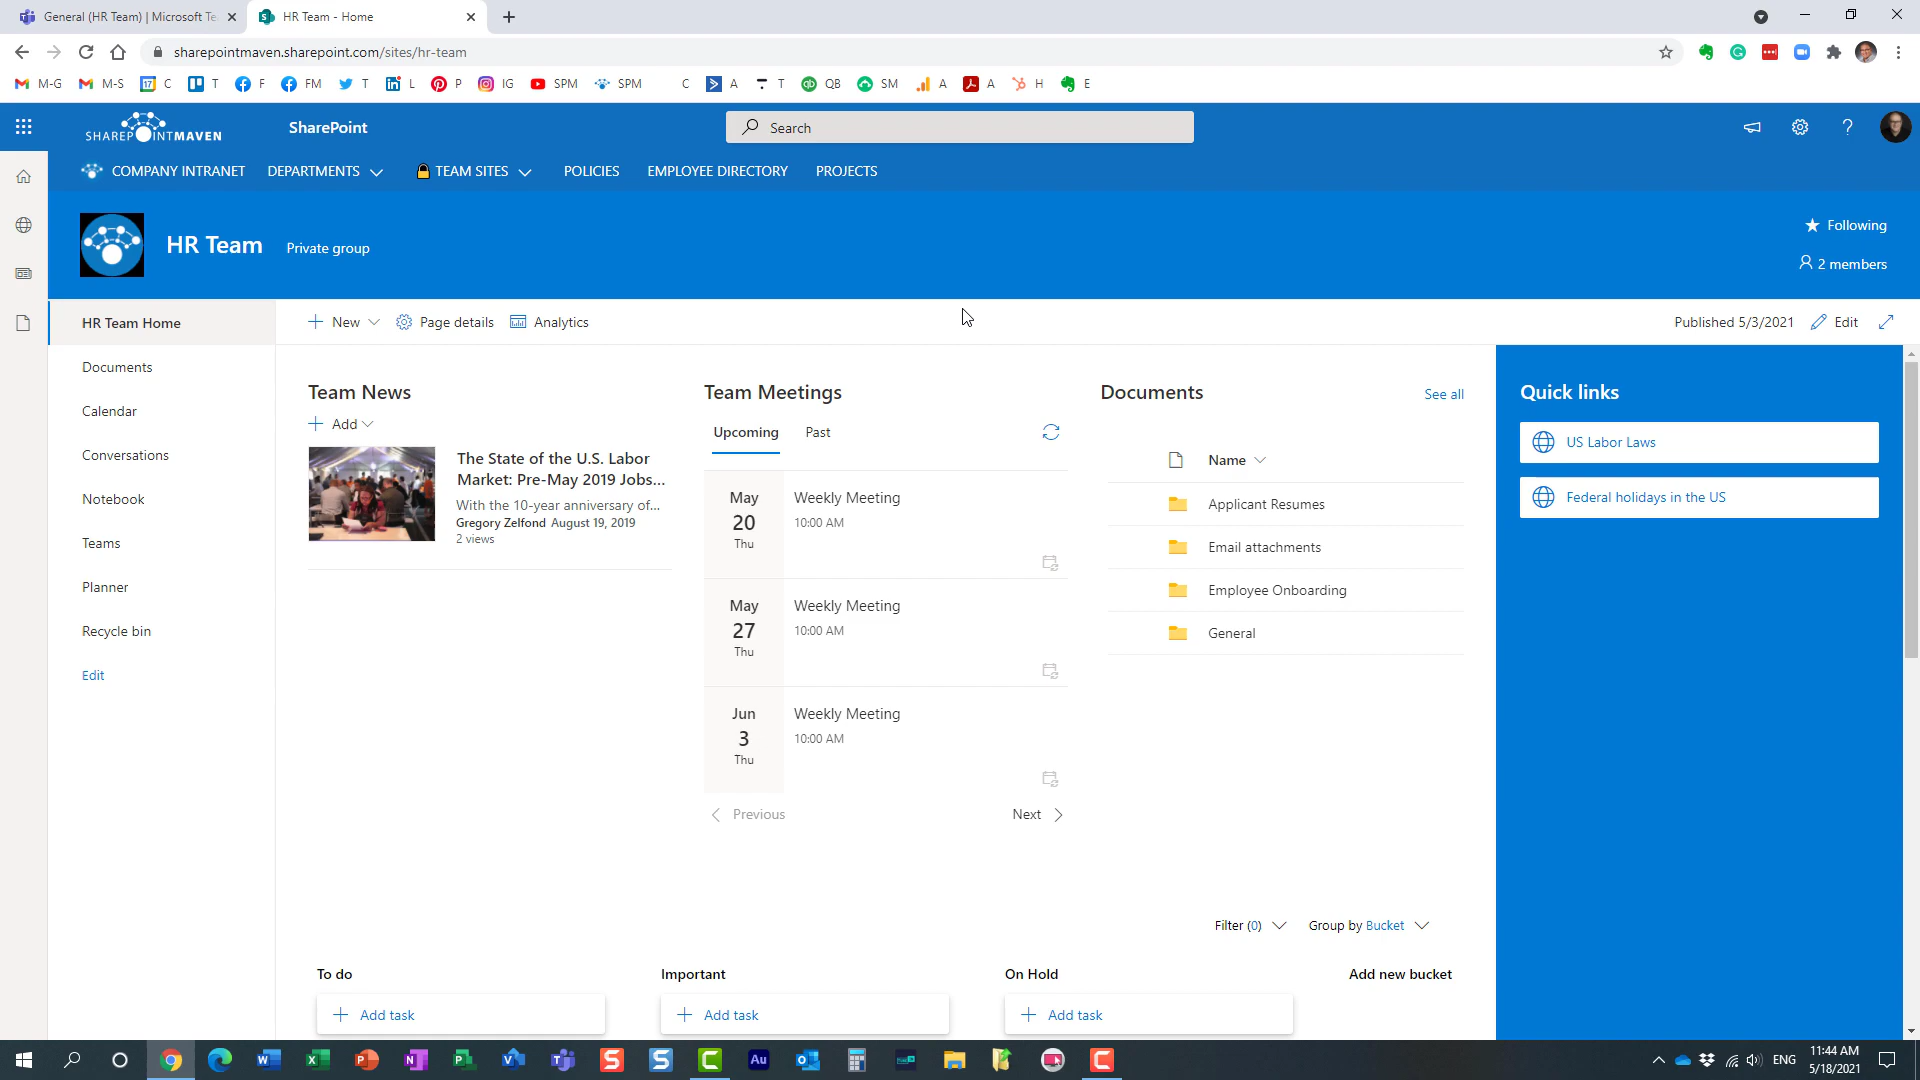 General (HR Team) | Microsoft Te
HR Team - Home
sharepointmaven.sharepoint.com/sites/hr-team
M-G M-S C T F FM T L P IG SPM SPM C A T QB SM A A H E
SHAREPOINTMAVEN
SharePoint
Search
COMPANY INTRANET DEPARTMENTS TEAM SITES POLICIES EMPLOYEE DIRECTORY PROJECTS
HR Team
Private group
Following
2 members
HR Team Home
Documents
Calendar
Conversations
Notebook
Teams
Planner
Recycle bin
Edit
New Page details Analytics
Published 5/3/2021 Edit
Team News
Add
The State of the U.S. Labor
Market: Pre-May 2019 Jobs...
With the 10-year anniversary of...
Gregory Zelfond August 19, 2019
2 views
Team Meetings
Upcoming Past
May
20
Thu
Weekly Meeting
10:00 AM
May
27
Thu
Weekly Meeting
10:00 AM
Jun
3
Thu
Weekly Meeting
10:00 AM
Previous
Next
Documents
See all
Name
Applicant Resumes
Email attachments
Employee Onboarding
General
Quick links
US Labor Laws
Federal holidays in the US
Filter (0) Group by Bucket
To do
Important
On Hold
Add new bucket
Add task
Add task
Add task
ENG
11:44 AM
5/18/2021